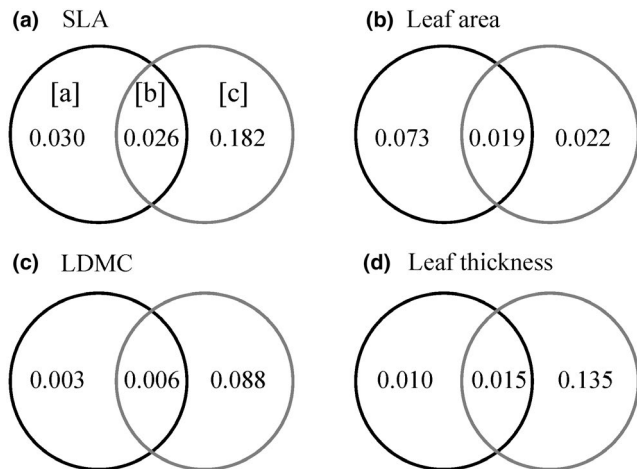 (a) SLA
[a] [b] [c]
0.030 0.026 0.182
(b) Leaf area
0.073 0.019 0.022
(c) LDMC
0.003 0.006 0.088
(d) Leaf thickness
0.010 0.015 0.135